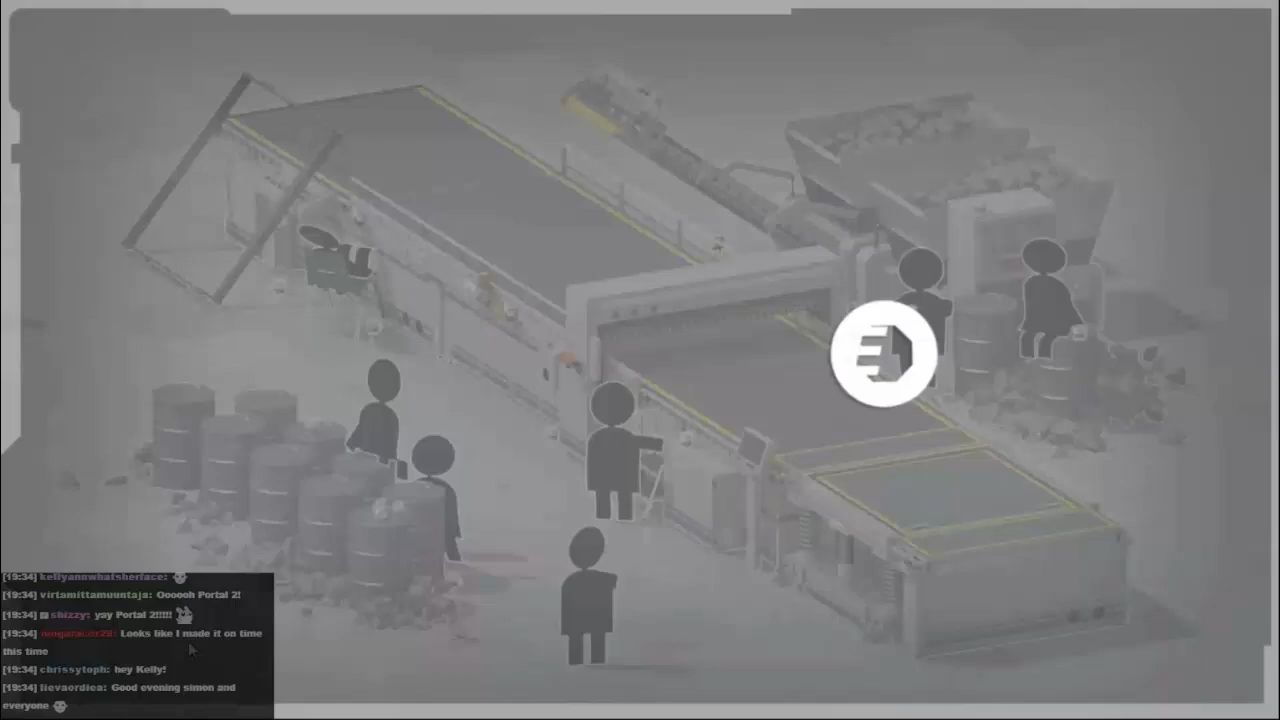 [19:34] kellyannwhatsherface:
[19:34] virtamittamuuntaja: Oooooh Portal 2!
[19:34] shizzy: yay Portal 2!!!!!
[19:34] Looks like I made it on time
this time
[19:34] chrissytoph: hey Kelly!
[19:34] lievaordiea: Good evening simon and
everyone